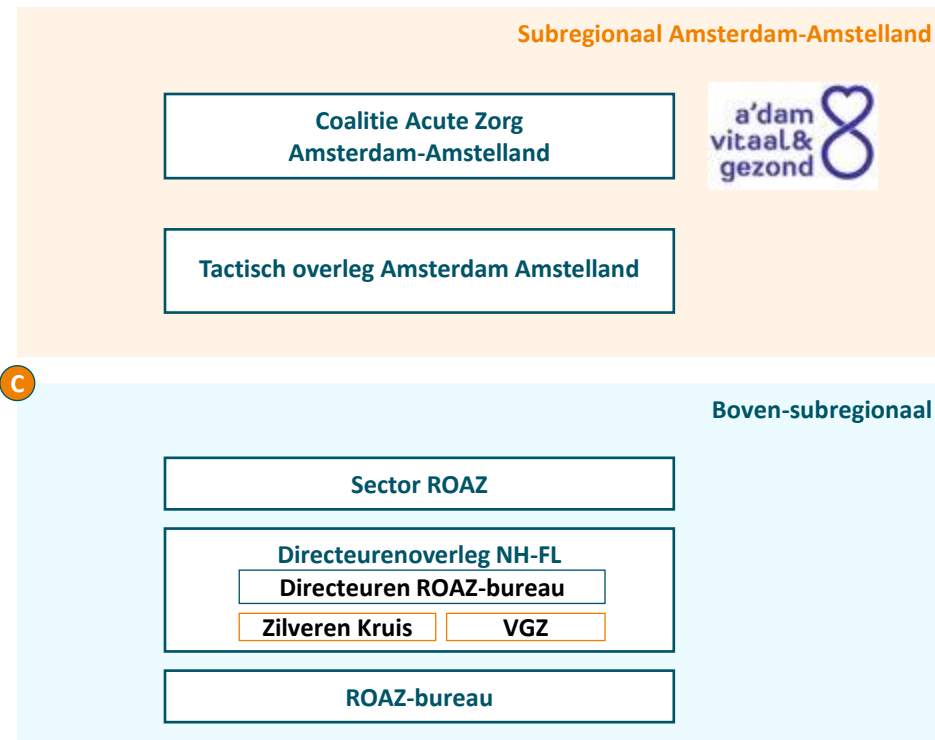 Subregionaal Amsterdam-Amstelland
Coalitie Acute Zorg
Amsterdam-Amstelland
a'dam
vitaal&
gezond
Tactisch overleg Amsterdam Amstelland
C
Boven-subregionaal
Sector ROAZ
Directeurenoverleg NH-FL
Directeuren ROAZ-bureau
Zilveren Kruis
VGZ
ROAZ-bureau